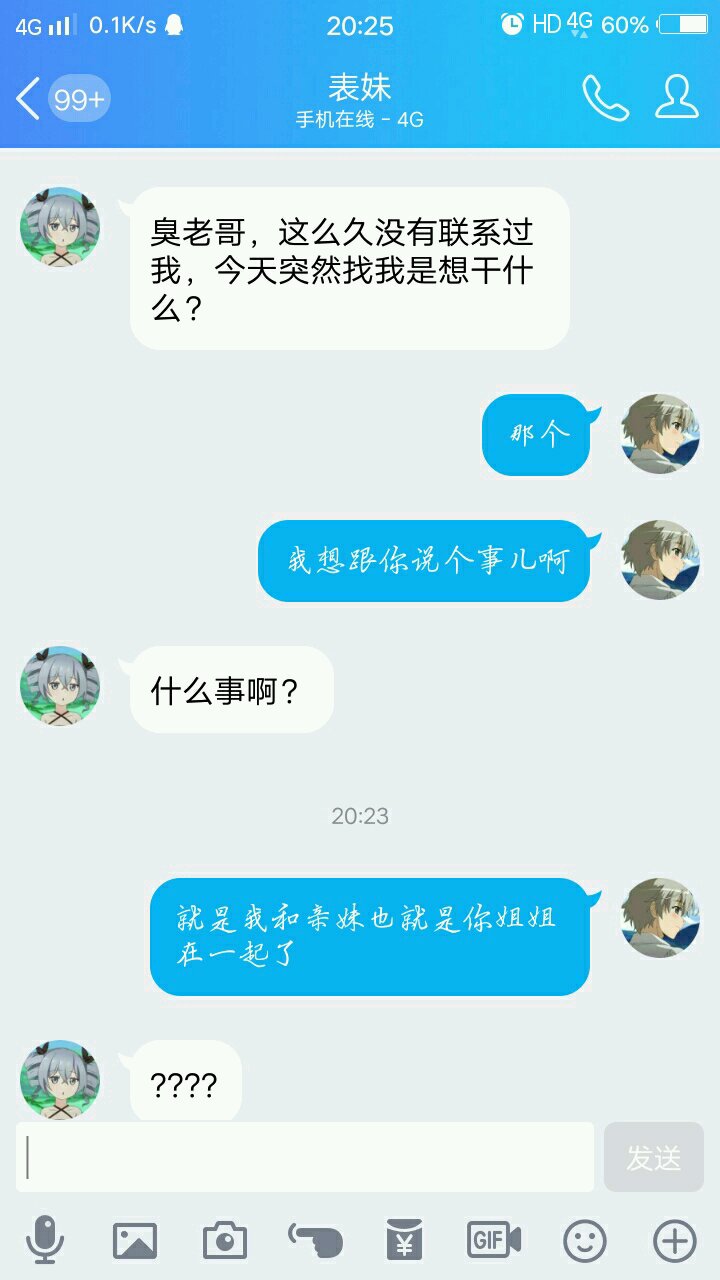 4G 0.1K/s 20:25 HD 4G 60%
99+ 表妹
手机在线 - 4G
臭老哥，这么久没有联系过
我，今天突然找我是想干什
么？
那个
我想跟你说个事儿啊
什么事啊？
20:23
就是我和亲妹也就是你姐姐
在一起了
????
发送
¥ GIF